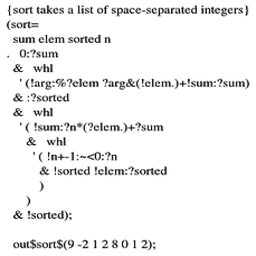 {sort takes a list of space-separated integers}
(sort=
sum elem sorted n
. 0:?sum
& whl
' (!arg:%?elem ?arg&(!elem.)+!sum:?sum)
& :?sorted
& whl
' ( !sum:?n*(?elem.)+?sum
& whl
' ( !n+-1:~<0:?n
& !sorted !elem:?sorted
)
)
& !sorted);
out$sort$(9 -2 1 2 8 0 1 2);